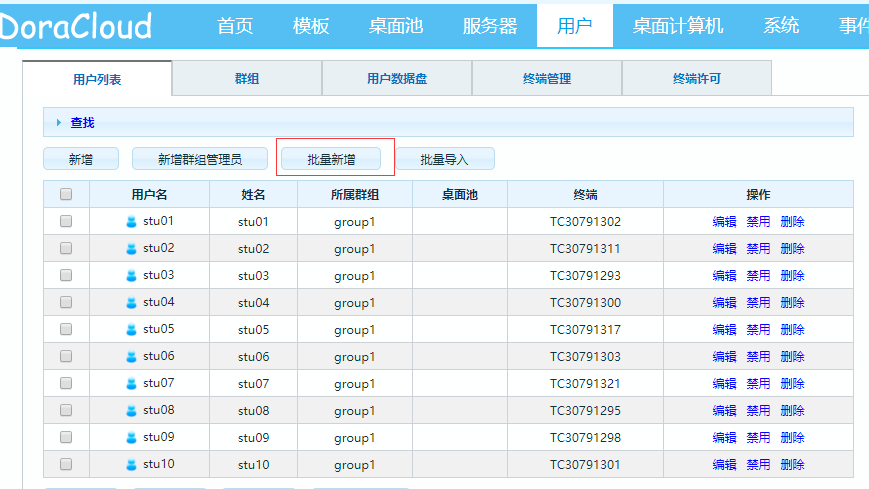 DoraCloud 首页 模板 桌面池 服务器 用户 桌面计算机 系统 事件
用户列表 群组 用户数据盘 终端管理 终端许可
查找
新增 新增群组管理员 批量新增 批量导入
用户名 姓名 所属群组 桌面池 终端 操作
stu01 stu01 group1 TC30791302 编辑 禁用 删除
stu02 stu02 group1 TC30791311 编辑 禁用 删除
stu03 stu03 group1 TC30791293 编辑 禁用 删除
stu04 stu04 group1 TC30791300 编辑 禁用 删除
stu05 stu05 group1 TC30791317 编辑 禁用 删除
stu06 stu06 group1 TC30791303 编辑 禁用 删除
stu07 stu07 group1 TC30791321 编辑 禁用 删除
stu08 stu08 group1 TC30791295 编辑 禁用 删除
stu09 stu09 group1 TC30791298 编辑 禁用 删除
stu10 stu10 group1 TC30791301 编辑 禁用 删除